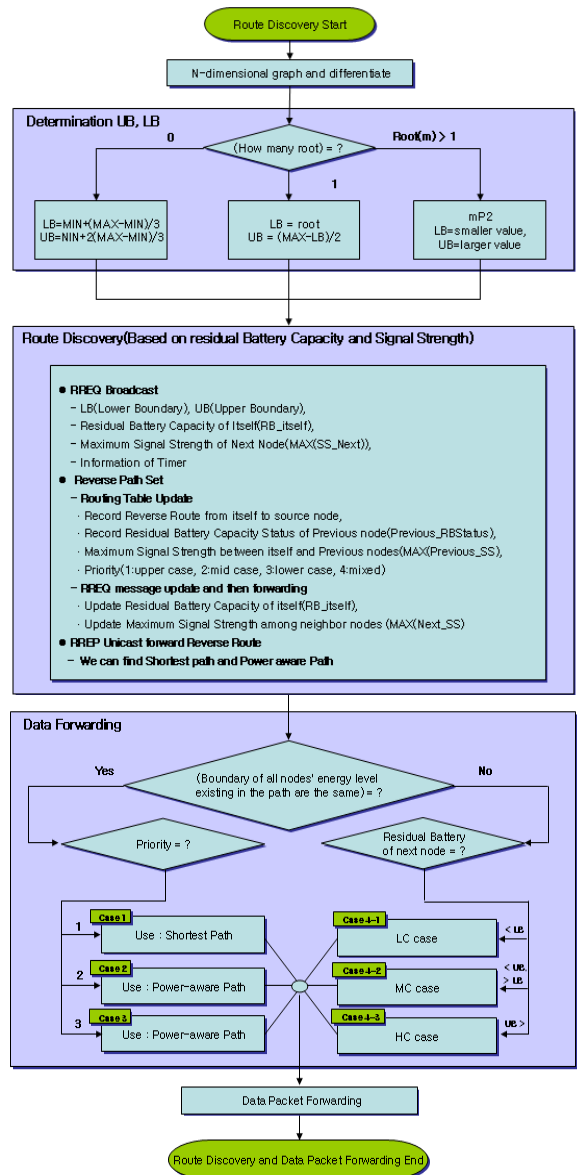 Route Discovery Start
N-dimensional graph and differentiate
Determination UB, LB
0
(How many root) = ?
Root(m) > 1
1
LB=MIN+(MAX-MIN)/3
UB=NIN+2(MAX-MIN)/3
LB = root
UB = (MAX-LB)/2
mP2
LB=smaller value,
UB=larger value
Route Discovery(Based on residual Battery Capacity and Signal Strength)
● RREQ Broadcast
- LB(Lower Boundary), UB(Upper Boundary),
- Residual Battery Capacity of Itself(RB_itself),
- Maximum Signal Strength of Next Node(MAX(SS_Next)),
- Information of Timer
● Reverse Path Set
- Routing Table Update
· Record Reverse Route from itself to source node,
· Record Residual Battery Capacity Status of Previous node(Previous_RBStatus),
· Maximum Signal Strength between itself and Previous nodes(MAX(Previous_SS),
· Priority(1:upper case, 2:mid case, 3:lower case, 4:mixed)
- RREQ message update and then forwarding
· Update Residual Battery Capacity of itself(RB_itself),
· Update Maximum Signal Strength among neighbor nodes (MAX(Next_SS)
● RREP Unicast forward Reverse Route
- We can find Shortest path and Power aware Path
Data Forwarding
Yes
(Boundary of all nodes' energy level
existing in the path are the same) = ?
No
Priority = ?
Residual Battery
of next node = ?
Case 1
1
Use : Shortest Path
Case 4-1
LC case
< LB
Case 2
2
Use : Power-aware Path
Case 4-2
MC case
< UB,
> LB
Case 3
3
Use : Power-aware Path
Case 4-3
HC case
UB >
Data Packet Forwarding
Route Discovery and Data Packet Forwarding End